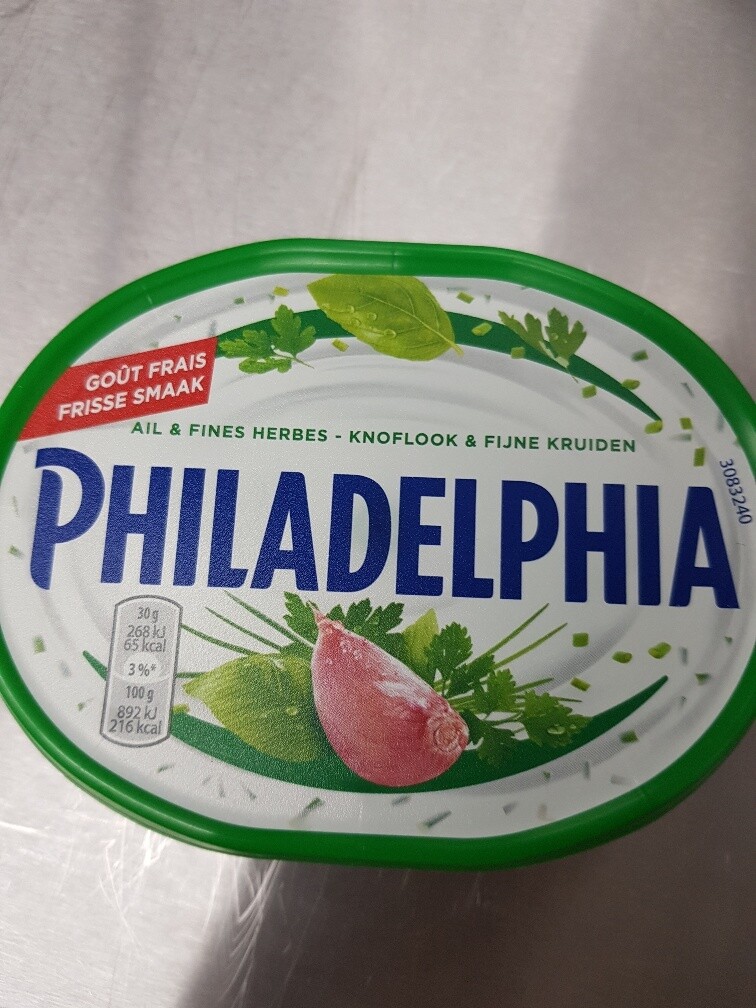 GOÛT FRAIS
FRISSE SMAAK
AIL & FINES HERBES - KNOFLOOK & FIJNE KRUIDEN
PHILADELPHIA
3083240
30 g
268 kJ
65 kcal
3 %*
100 g
892 kJ
216 kcal